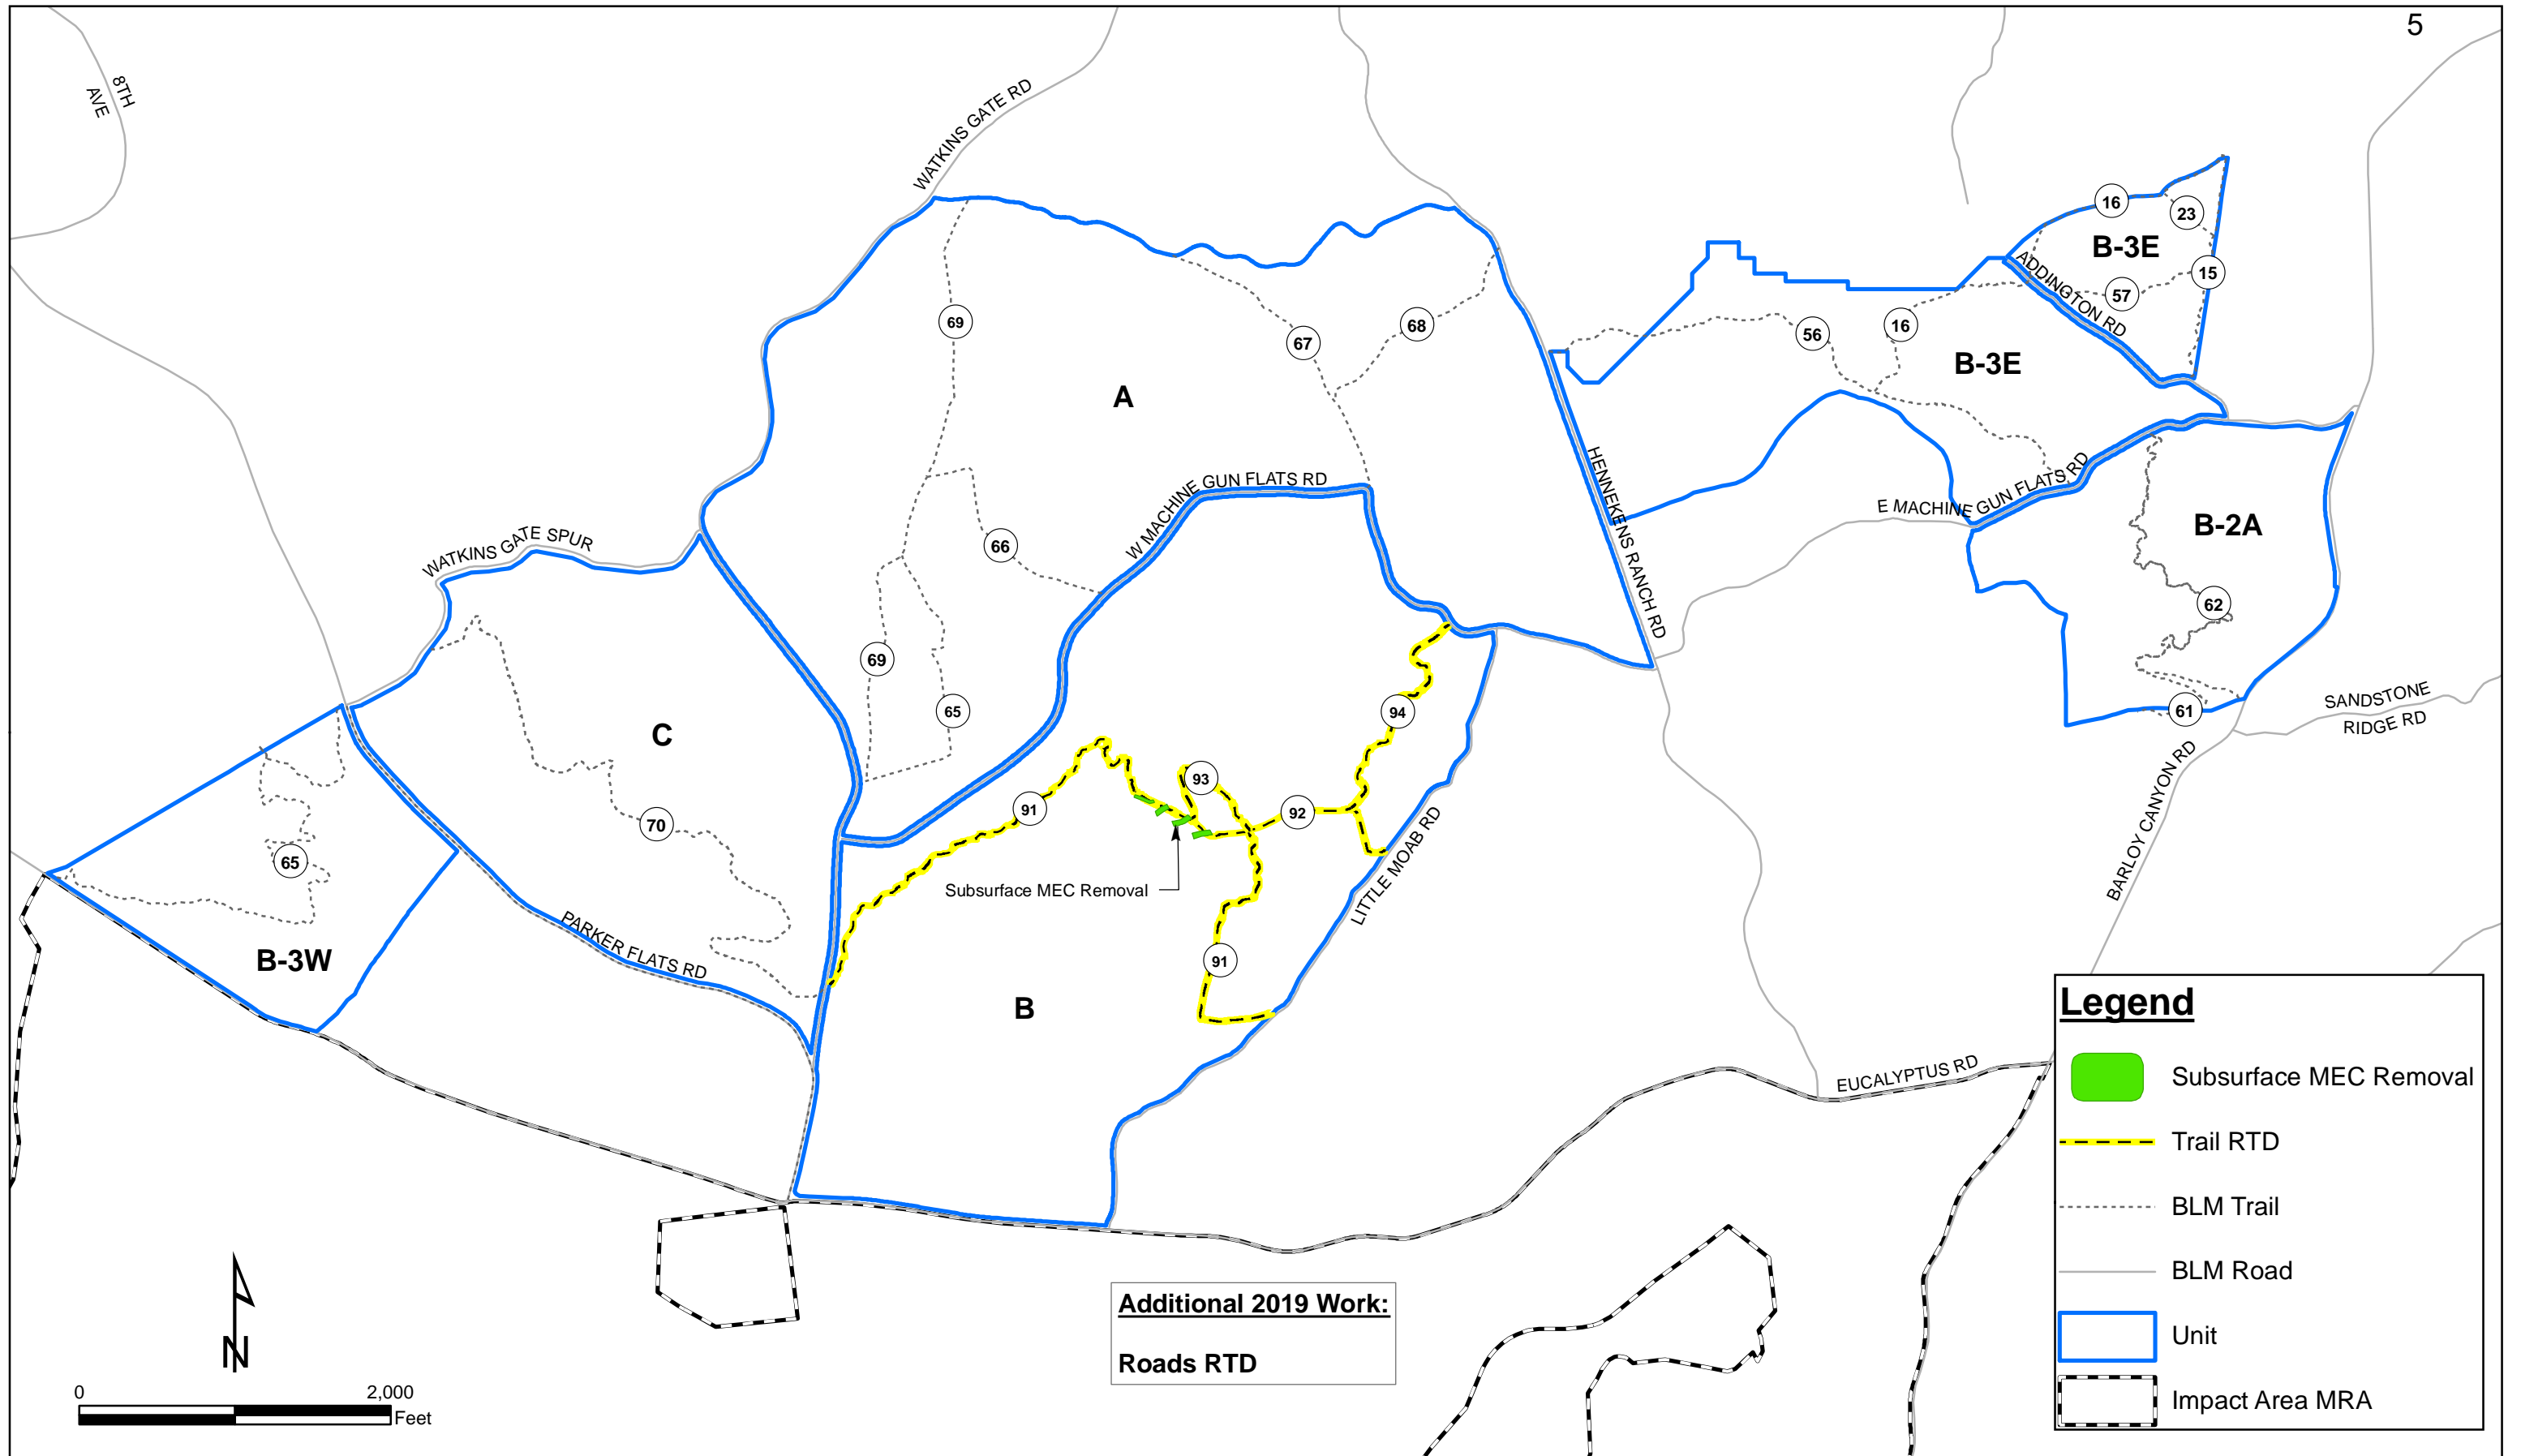 5
8TH
AVE
WATKINS GATE RD
16
23
B-3E
ADDINGTON RD
15
57
69
67
68
56
16
B-3E
A
HENNEKENS RANCH RD
W MACHINE GUN FLATS RD
E MACHINE GUN FLATS RD
B-2A
WATKINS GATE SPUR
66
62
69
65
94
61
SANDSTONE
RIDGE RD
C
93
91
92
70
BARLOY CANYON RD
LITTLE MOAB RD
65
Subsurface MEC Removal
PARKER FLATS RD
B-3W
91
B
EUCALYPTUS RD
Legend
Subsurface MEC Removal
Trail RTD
BLM Trail
BLM Road
Unit
Impact Area MRA
Additional 2019 Work:
Roads RTD
N
0 2,000
Feet